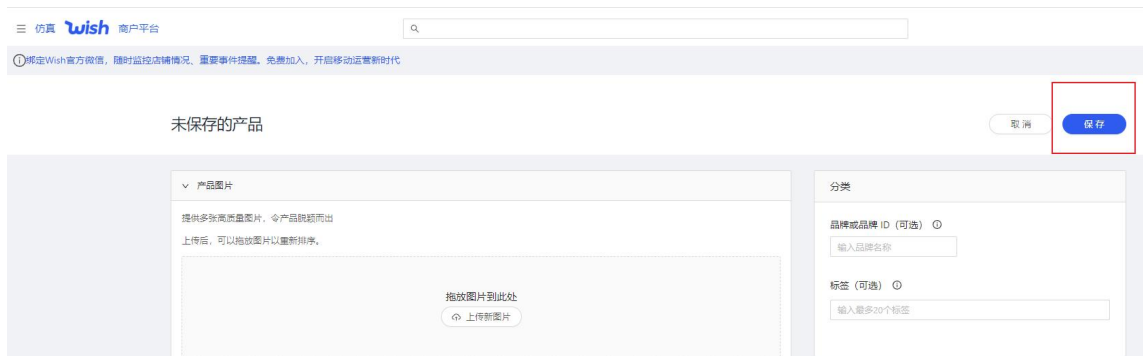 仿真 wish 商户平台
绑定Wish官方微信，随时监控店铺情况、重要事件提醒。免费加入，开启移动运营新时代
未保存的产品
取消 保存
产品图片
提供多张高质量图片，令产品脱颖而出
上传后，可以拖放图片以重新排序。
拖放图片到此处
上传新图片
分类
品牌或品牌 ID（可选）
输入品牌名称
标签（可选）
输入最多20个标签